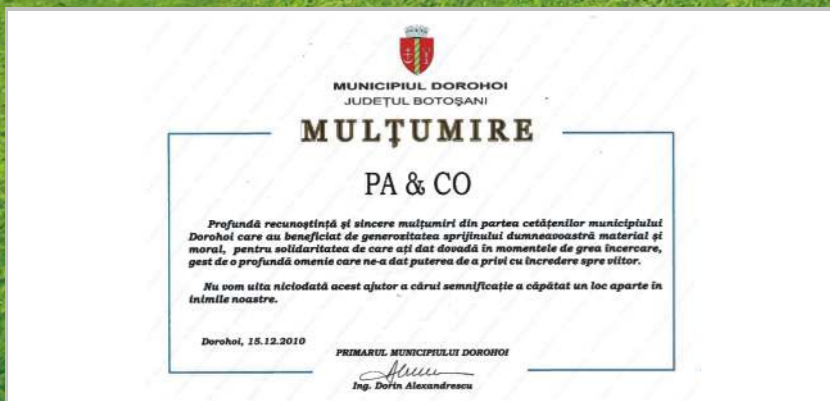 MUNICIPIUL DOROHOI
JUDEȚUL BOTOȘANI
MULȚUMIRE
PA & CO
Profundă recunoștință și sincere mulțumiri din partea cetățenilor municipiului
Dorohoi care au beneficiat de generozitatea sprijinului dumneavoastră material și
moral, pentru solidaritatea de care ați dat dovadă în momentele de grea încercare,
gest de o profundă omenie care ne-a dat puterea de a privi cu încredere spre viitor.
Nu vom uita niciodată acest ajutor a cărui semnificație a căpătat un loc aparte în
inimile noastre.
Dorohoi, 15.12.2010
PRIMARUL MUNICIPIULUI DOROHOI
Ing. Dorin Alexandrescu